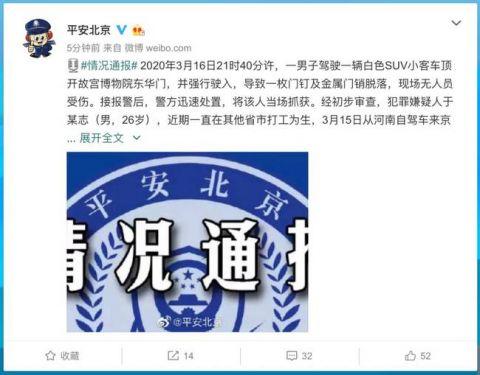 平安北京
5分钟前 来自 微博 weibo.com
#情况通报# 2020年3月16日21时40分许，一男子驾驶一辆白色SUV小客车顶
开故宫博物院东华门，并强行驶入，导致一枚门钉及金属门销脱落，现场无人员
受伤。接报警后，警方迅速处置，将该人当场抓获。经初步审查，犯罪嫌疑人于
某志（男，26岁），近期一直在其他省市打工为生，3月15日从河南自驾车来京
... 展开全文
平安北京
情况通报
@平安北京
收藏
14
32
52